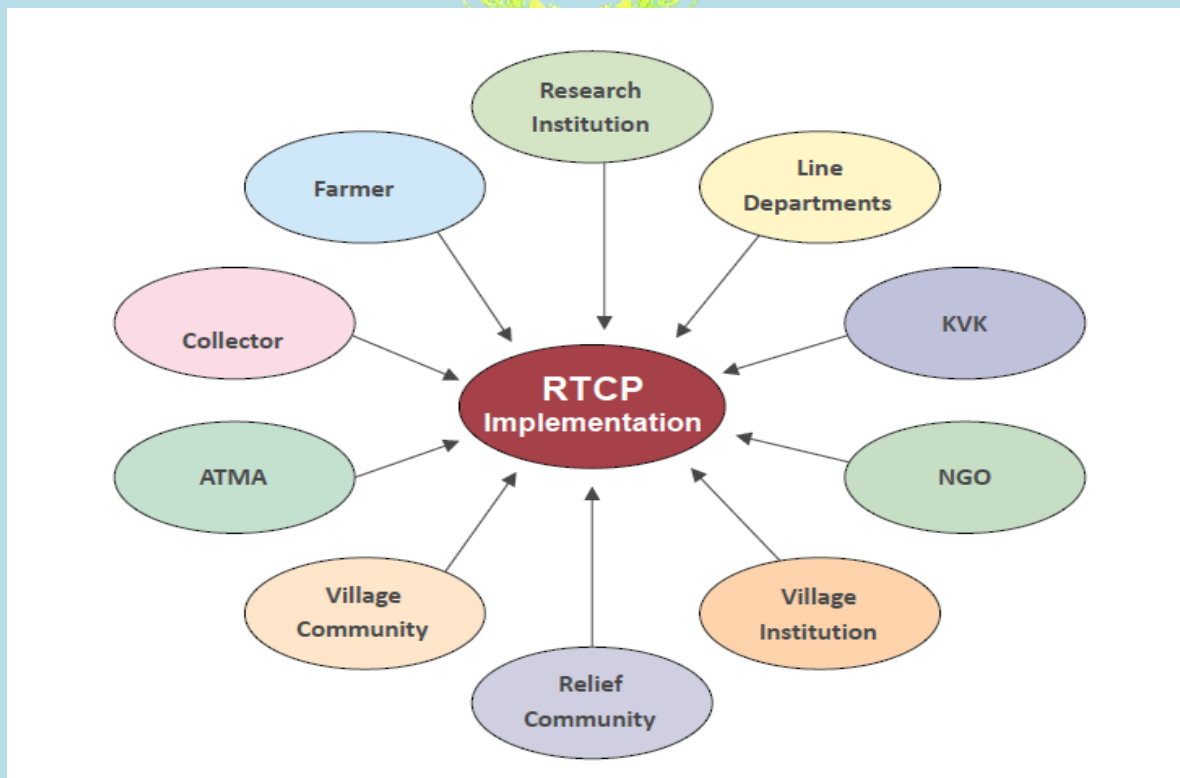 Research
Institution
Line
Departments
Farmer
KVK
Collector
RTCP
Implementation
ATMA
NGO
Village
Community
Village
Institution
Relief
Community